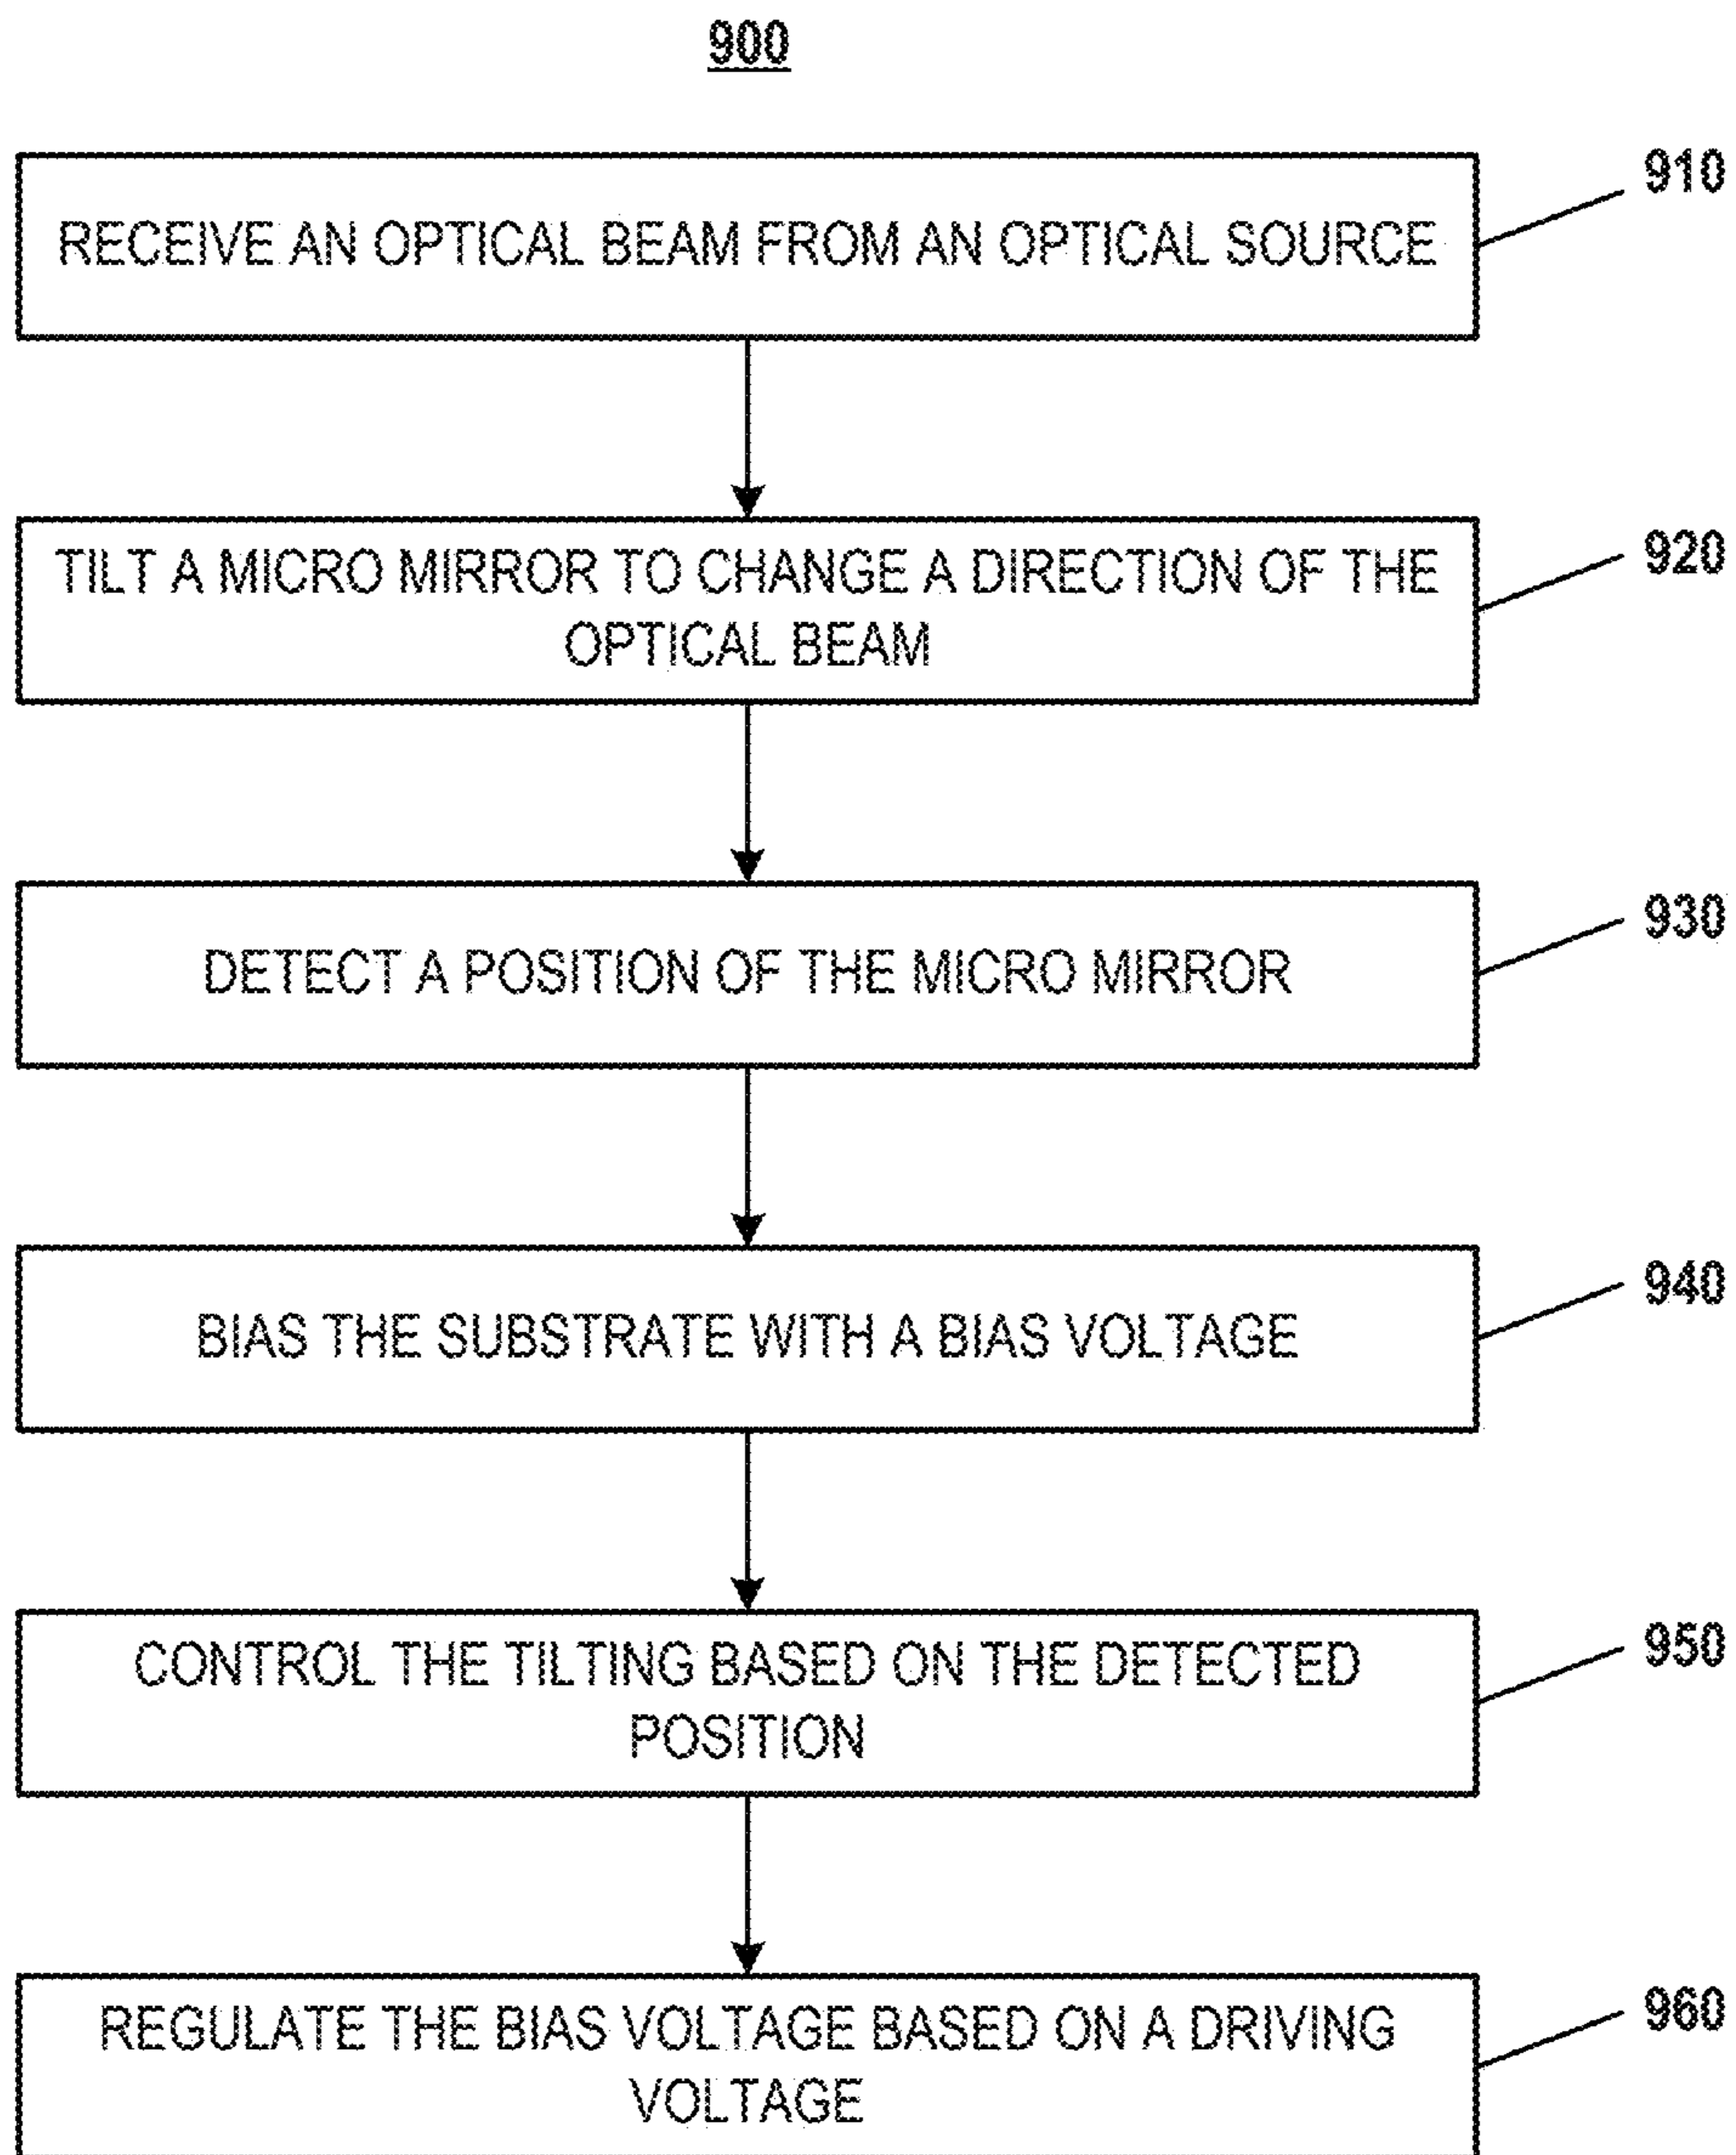 900
RECEIVE AN OPTICAL BEAM FROM AN OPTICAL SOURCE
910
TILT A MICRO MIRROR TO CHANGE A DIRECTION OF THE
OPTICAL BEAM
920
DETECT A POSITION OF THE MICRO MIRROR
930
BIAS THE SUBSTRATE WITH A BIAS VOLTAGE
940
CONTROL THE TILTING BASED ON THE DETECTED
POSITION
950
REGULATE THE BIAS VOLTAGE BASED ON A DRIVING
VOLTAGE
960